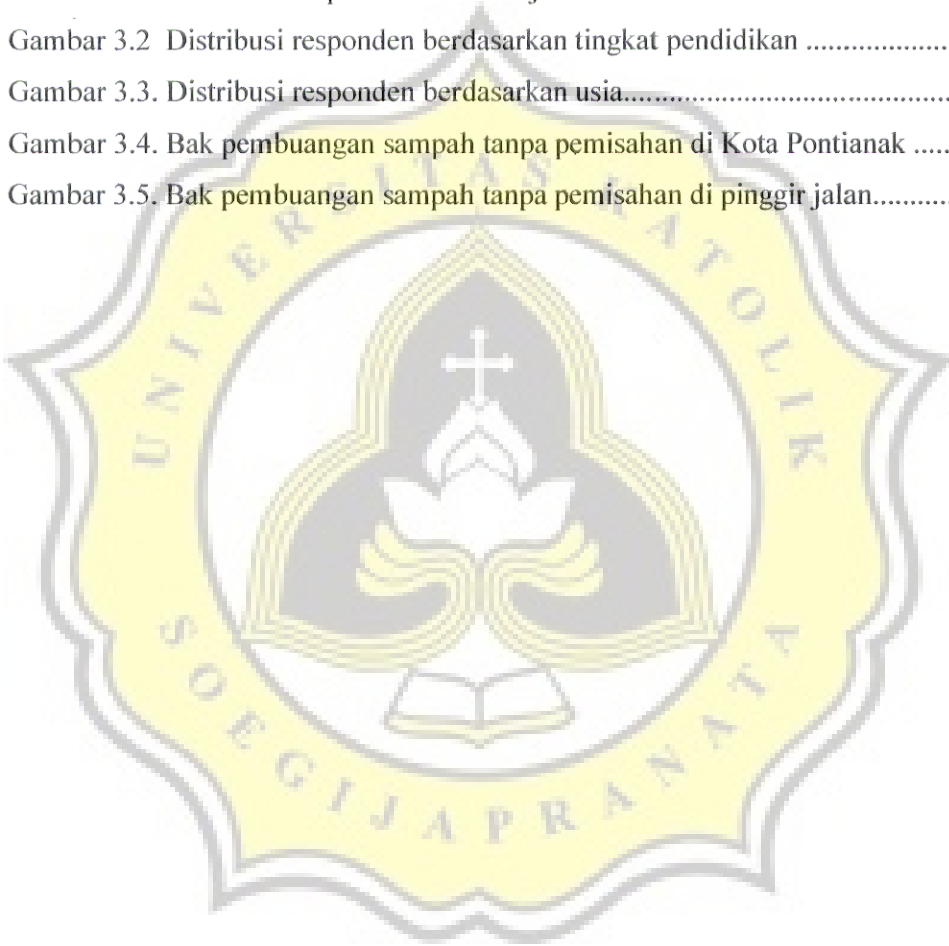 Gambar 3.2 Distribusi responden berdasarkan tingkat pendidikan ...................
Gambar 3.3. Distribusi responden berdasarkan usia............................................
Gambar 3.4. Bak pembuangan sampah tanpa pemisahan di Kota Pontianak .....
Gambar 3.5. Bak pembuangan sampah tanpa pemisahan di pinggir jalan...........
UNIVERSITAS KATOLIK
SOEGIJAPRANATA